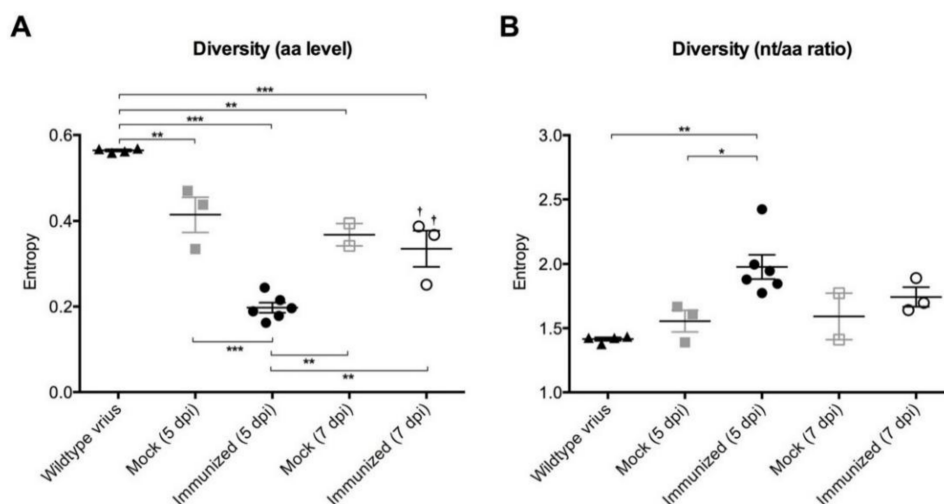 A
Diversity (aa level)
***
**
***
**
0.6
0.4
0.2
0.0
Entropy
† †
***
**
**
Wildtype vrius
Mock (5 dpi)
Immunized (5 dpi)
Mock (7 dpi)
Immunized (7 dpi)
B
Diversity (nt/aa ratio)
**
*
3.0
2.5
2.0
1.5
1.0
Entropy
Wildtype vrius
Mock (5 dpi)
Immunized (5 dpi)
Mock (7 dpi)
Immunized (7 dpi)